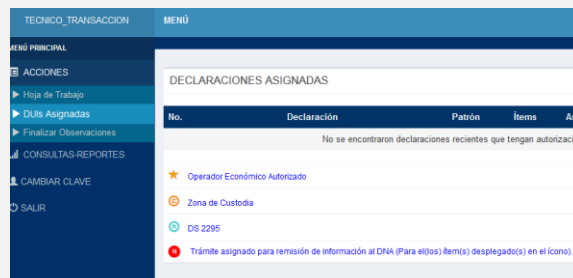 TECNICO_TRANSACCION
MENÚ
MENÚ PRINCIPAL
ACCIONES
Hoja de Trabajo
DUIs Asignadas
Finalizar Observaciones
CONSULTAS-REPORTES
CAMBIAR CLAVE
SALIR
DECLARACIONES ASIGNADAS
No. Declaración Patrón Ítems
No se encontraron declaraciones recientes que tengan
Operador Económico Autorizado
Zona de Custodia
DS 2295
N Trámite asignado para remisión de información al DNA (Para el(los) ítem(s) desplegado(s) en el ícono).